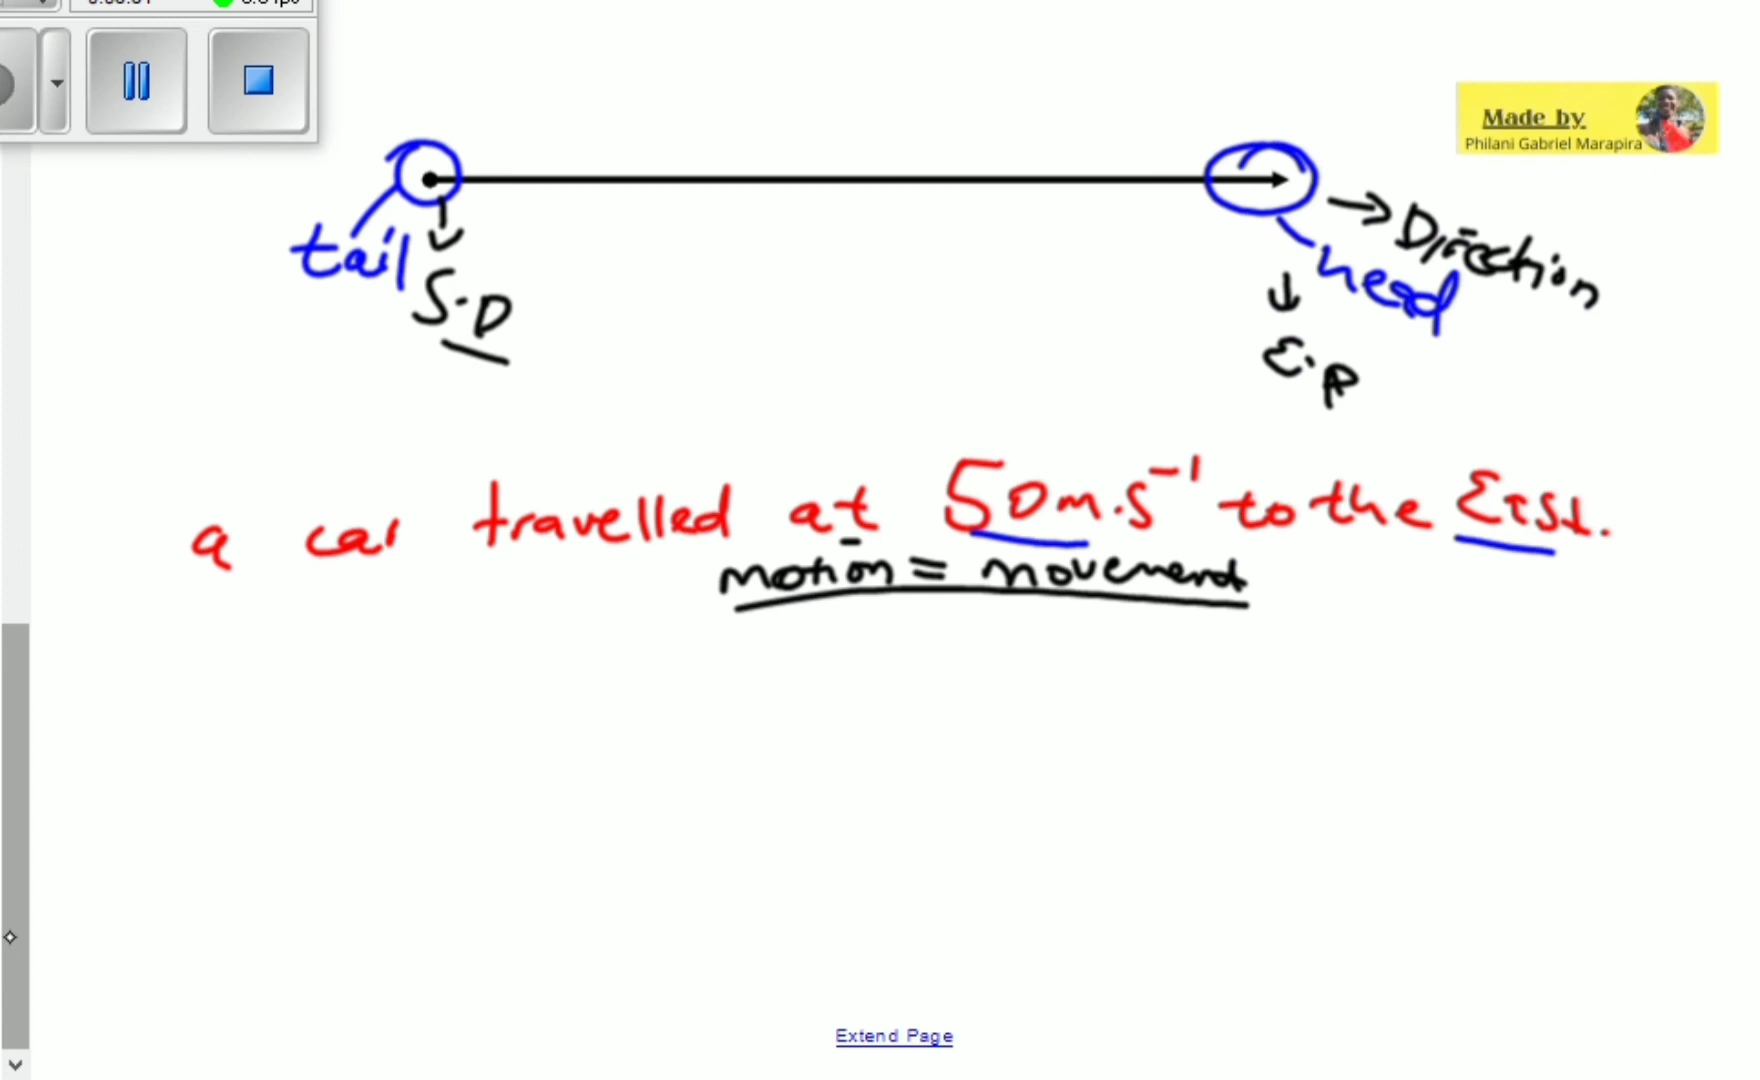 Made by
Philani Gabriel Marapira
tail
S.D
Direction
head
E.P
a car travelled at 50m.s⁻¹ to the East.
motion = movement
Extend Page